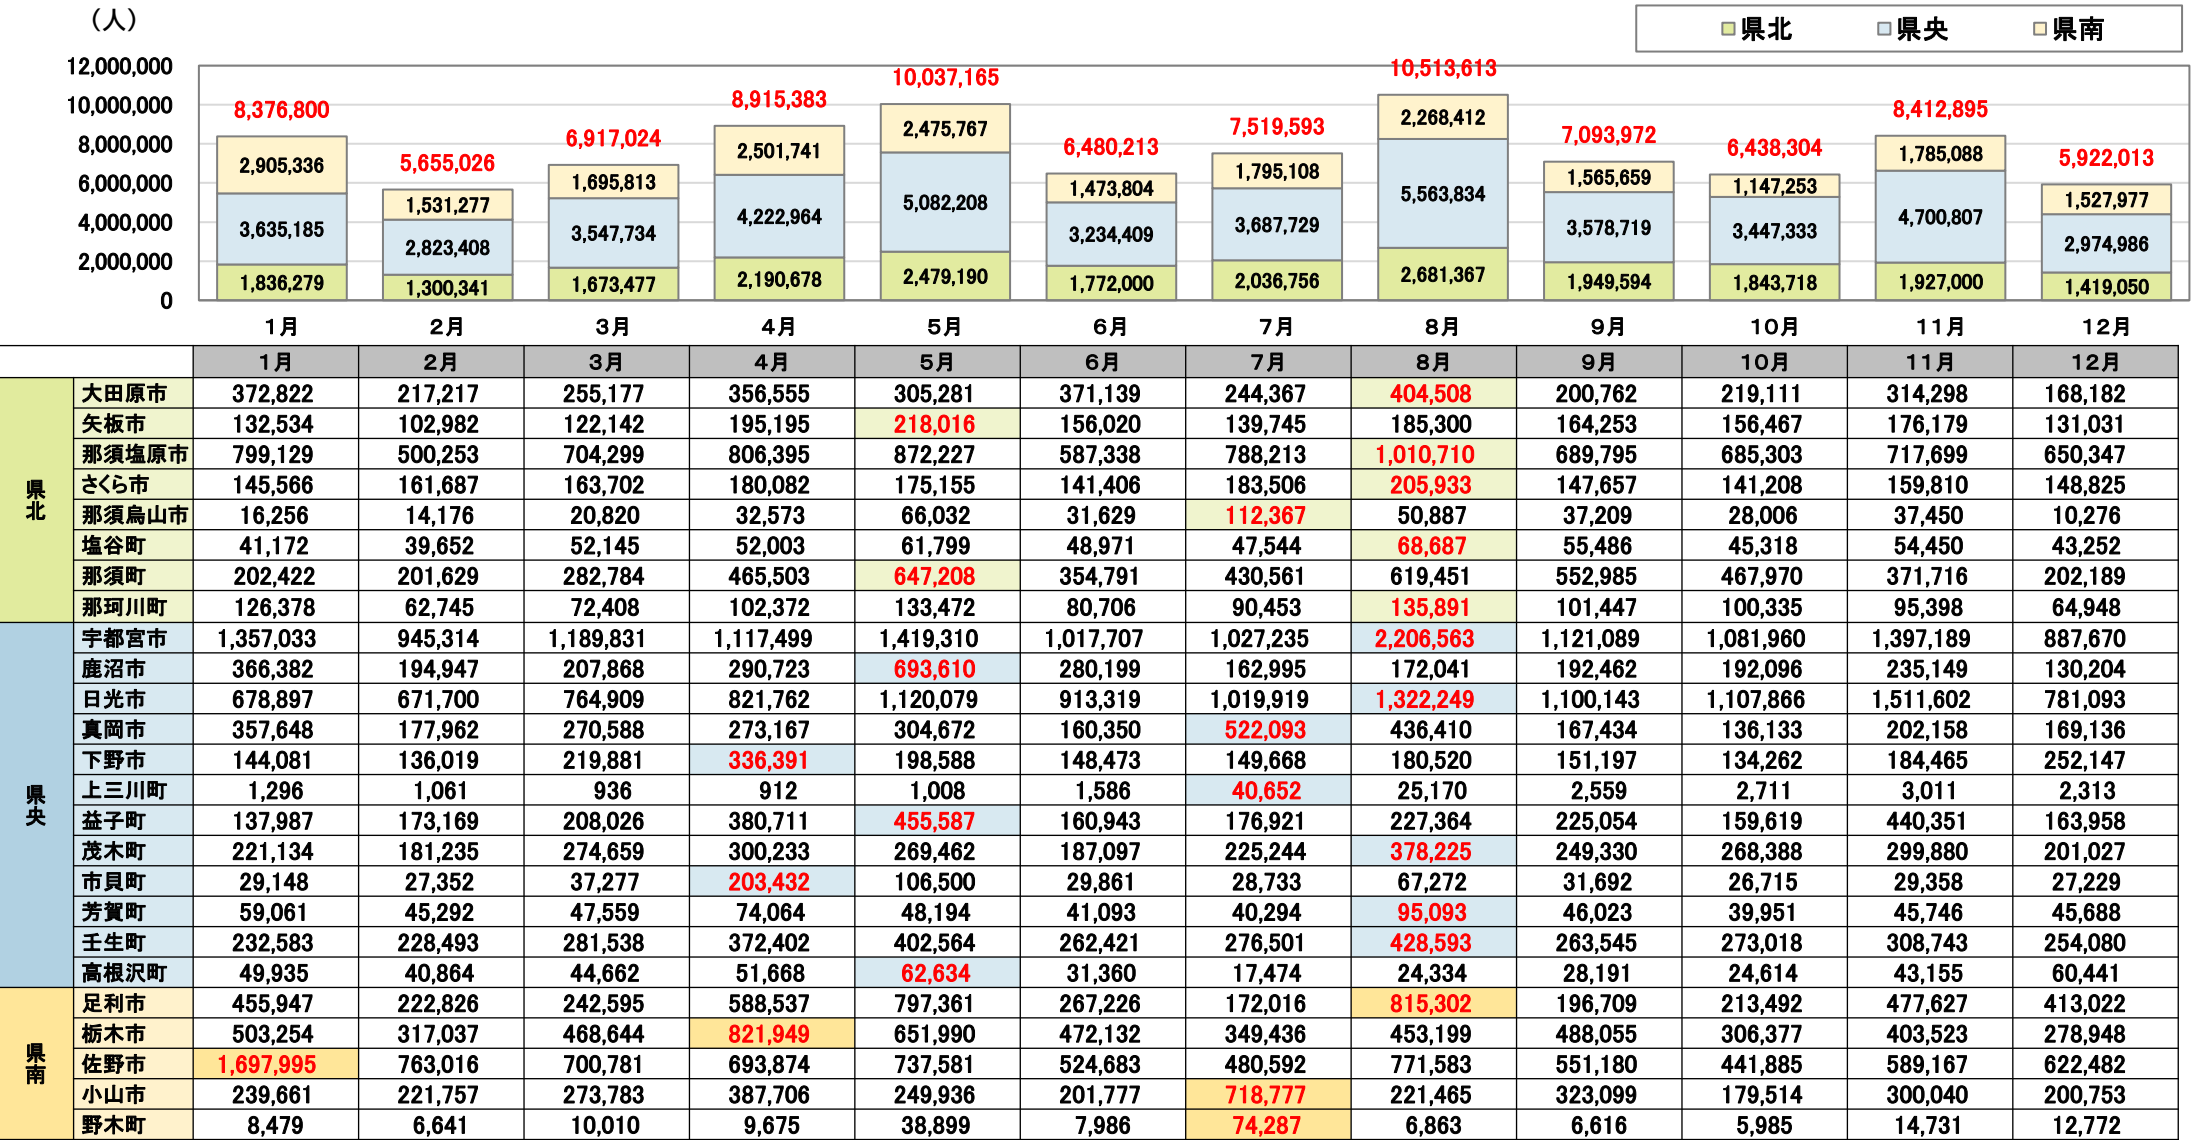 （人）
県北 県央 県南
12,000,000
10,000,000
8,000,000
6,000,000
4,000,000
2,000,000
0
8,376,800 5,655,026 6,917,024 8,915,383 10,037,165 6,480,213 7,519,593 10,513,613 7,093,972 6,438,304 8,412,895 5,922,013
2,905,336 1,531,277 1,695,813 2,501,741 2,475,767 1,473,804 1,795,108 2,268,412 1,565,659 1,147,253 1,785,088 1,527,977
3,635,185 2,823,408 3,547,734 4,222,964 5,082,208 3,234,409 3,687,729 5,563,834 3,578,719 3,447,333 4,700,807 2,974,986
1,836,279 1,300,341 1,673,477 2,190,678 2,479,190 1,772,000 2,036,756 2,681,367 1,949,594 1,843,718 1,927,000 1,419,050
1月 2月 3月 4月 5月 6月 7月 8月 9月 10月 11月 12月
1月 2月 3月 4月 5月 6月 7月 8月 9月 10月 11月 12月
県北
大田原市 372,822 217,217 255,177 356,555 305,281 371,139 244,367 404,508 200,762 219,111 314,298 168,182
矢板市 132,534 102,982 122,142 195,195 218,016 156,020 139,745 185,300 164,253 156,467 176,179 131,031
那須塩原市 799,129 500,253 704,299 806,395 872,227 587,338 788,213 1,010,710 689,795 685,303 717,699 650,347
さくら市 145,566 161,687 163,702 180,082 175,155 141,406 183,506 205,933 147,657 141,208 159,810 148,825
那須烏山市 16,256 14,176 20,820 32,573 66,032 31,629 112,367 50,887 37,209 28,006 37,450 10,276
塩谷町 41,172 39,652 52,145 52,003 61,799 48,971 47,544 68,687 55,486 45,318 54,450 43,252
那須町 202,422 201,629 282,784 465,503 647,208 354,791 430,561 619,451 552,985 467,970 371,716 202,189
那珂川町 126,378 62,745 72,408 102,372 133,472 80,706 90,453 135,891 101,447 100,335 95,398 64,948
県央
宇都宮市 1,357,033 945,314 1,189,831 1,117,499 1,419,310 1,017,707 1,027,235 2,206,563 1,121,089 1,081,960 1,397,189 887,670
鹿沼市 366,382 194,947 207,868 290,723 693,610 280,199 162,995 172,041 192,462 192,096 235,149 130,204
日光市 678,897 671,700 764,909 821,762 1,120,079 913,319 1,019,919 1,322,249 1,100,143 1,107,866 1,511,602 781,093
真岡市 357,648 177,962 270,588 273,167 304,672 160,350 522,093 436,410 167,434 136,133 202,158 169,136
下野市 144,081 136,019 219,881 336,391 198,588 148,473 149,668 180,520 151,197 134,262 184,465 252,147
上三川町 1,296 1,061 936 912 1,008 1,586 40,652 25,170 2,559 2,711 3,011 2,313
益子町 137,987 173,169 208,026 380,711 455,587 160,943 176,921 227,364 225,054 159,619 440,351 163,958
茂木町 221,134 181,235 274,659 300,233 269,462 187,097 225,244 378,225 249,330 268,388 299,880 201,027
市貝町 29,148 27,352 37,277 203,432 106,500 29,861 28,733 67,272 31,692 26,715 29,358 27,229
芳賀町 59,061 45,292 47,559 74,064 48,194 41,093 40,294 95,093 46,023 39,951 45,746 45,688
壬生町 232,583 228,493 281,538 372,402 402,564 262,421 276,501 428,593 263,545 273,018 308,743 254,080
高根沢町 49,935 40,864 44,662 51,668 62,634 31,360 17,474 24,334 28,191 24,614 43,155 60,441
県南
足利市 455,947 222,826 242,595 588,537 797,361 267,226 172,016 815,302 196,709 213,492 477,627 413,022
栃木市 503,254 317,037 468,644 821,949 651,990 472,132 349,436 453,199 488,055 306,377 403,523 278,948
佐野市 1,697,995 763,016 700,781 693,874 737,581 524,683 480,592 771,583 551,180 441,885 589,167 622,482
小山市 239,661 221,757 273,783 387,706 249,936 201,777 718,777 221,465 323,099 179,514 300,040 200,753
野木町 8,479 6,641 10,010 9,675 38,899 7,986 74,287 6,863 6,616 5,985 14,731 12,772